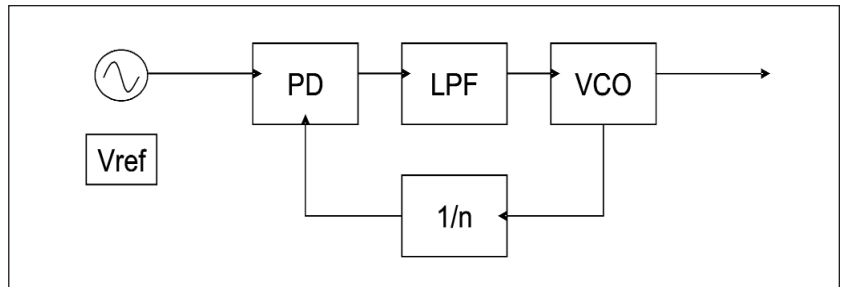 PD
LPF
VCO
Vref
1/n